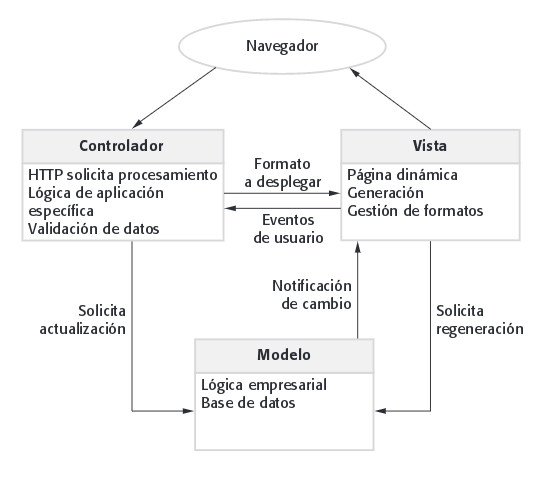 Navegador
Controlador
HTTP solicita procesamiento
Lógica de aplicación
específica
Validación de datos
Formato
a desplegar
Eventos
de usuario
Vista
Página dinámica
Generación
Gestión de formatos
Solicita
actualización
Notificación
de cambio
Solicita
regeneración
Modelo
Lógica empresarial
Base de datos